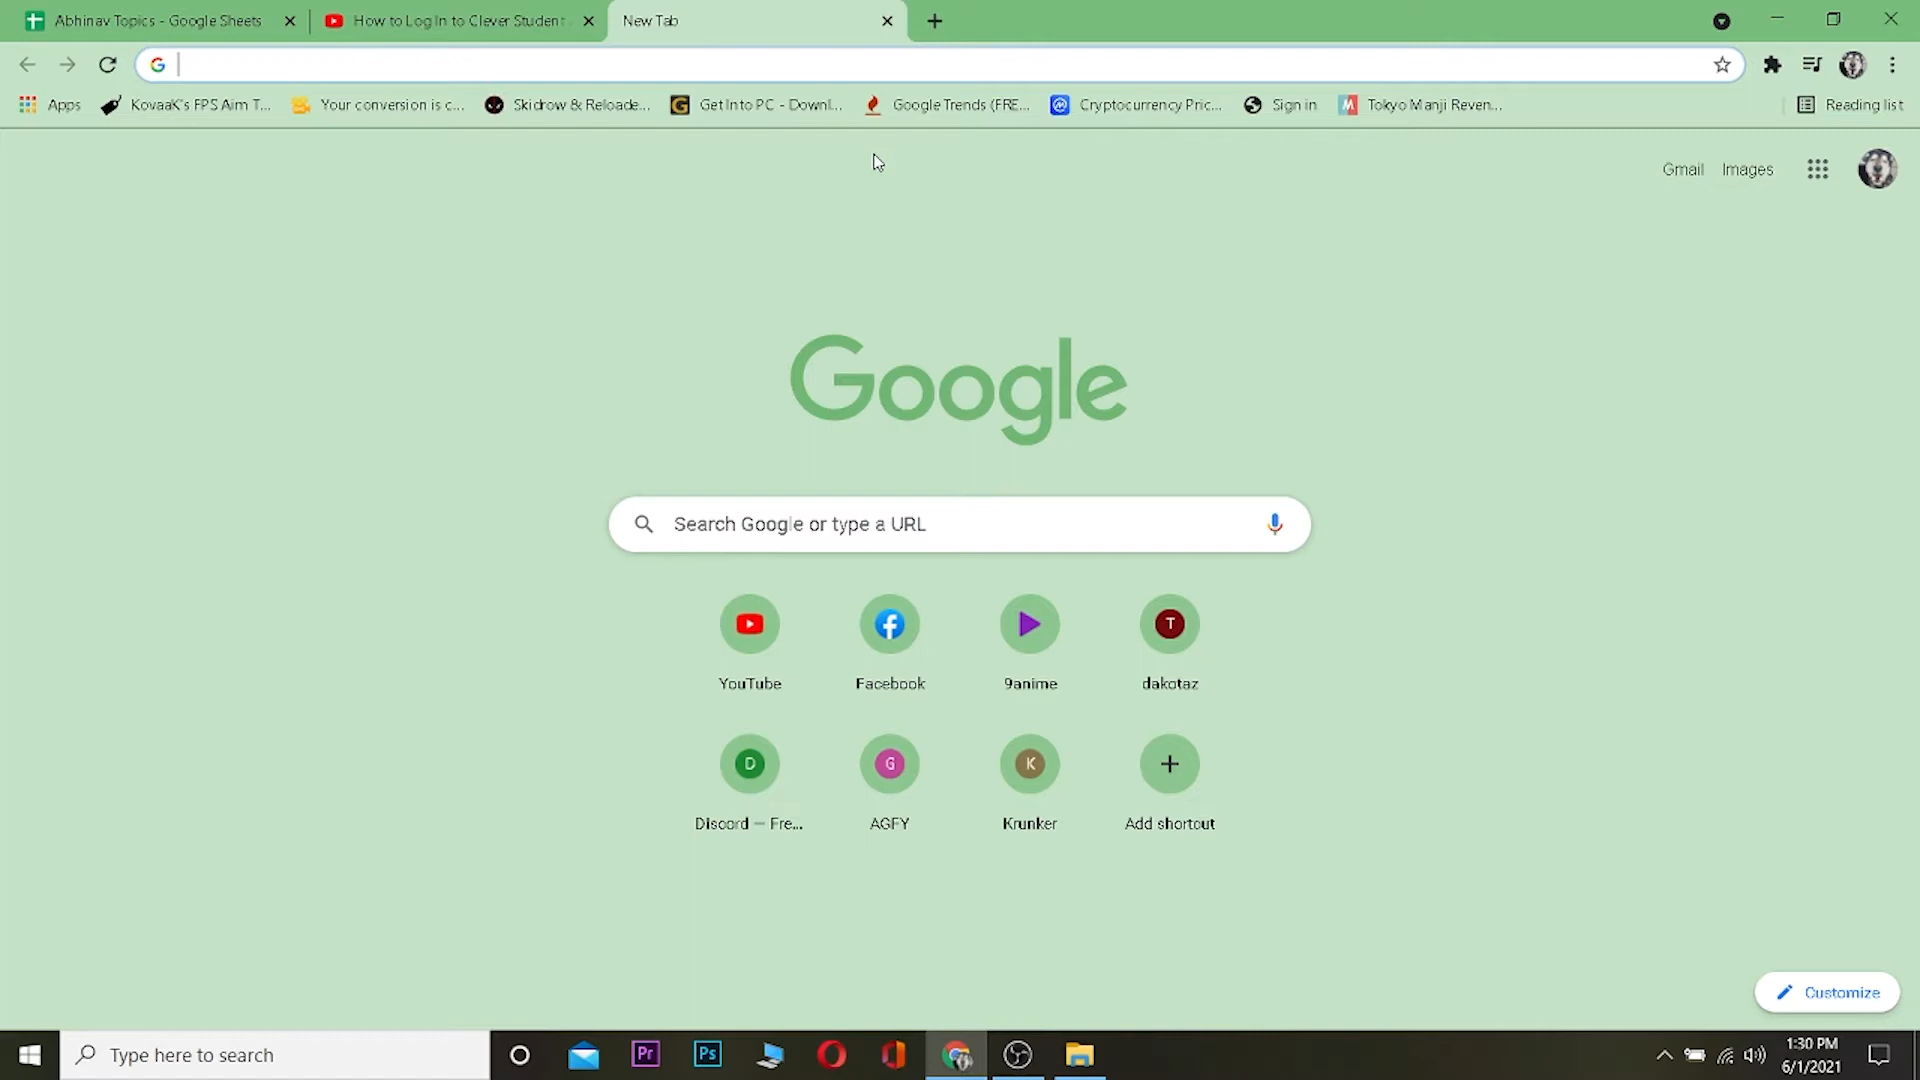 Abhinav Topics - Google Sheets
How to Log In to Clever Student
New Tab
Apps
KovaaK's FPS Aim T...
Your conversion is c...
Skidrow & Reloade...
Get Into PC - Downl...
Google Trends (FRE...
Cryptocurrency Pric...
Sign in
Tokyo Manji Reven...
Reading list
Gmail
Images
Google
Search Google or type a URL
YouTube
Facebook
9anime
T
dakotaz
D
G
K
Discord — Fre...
AGFY
Krunker
Add shortcut
Customize
Type here to search
Pr
Ps
1:30 PM
6/1/2021